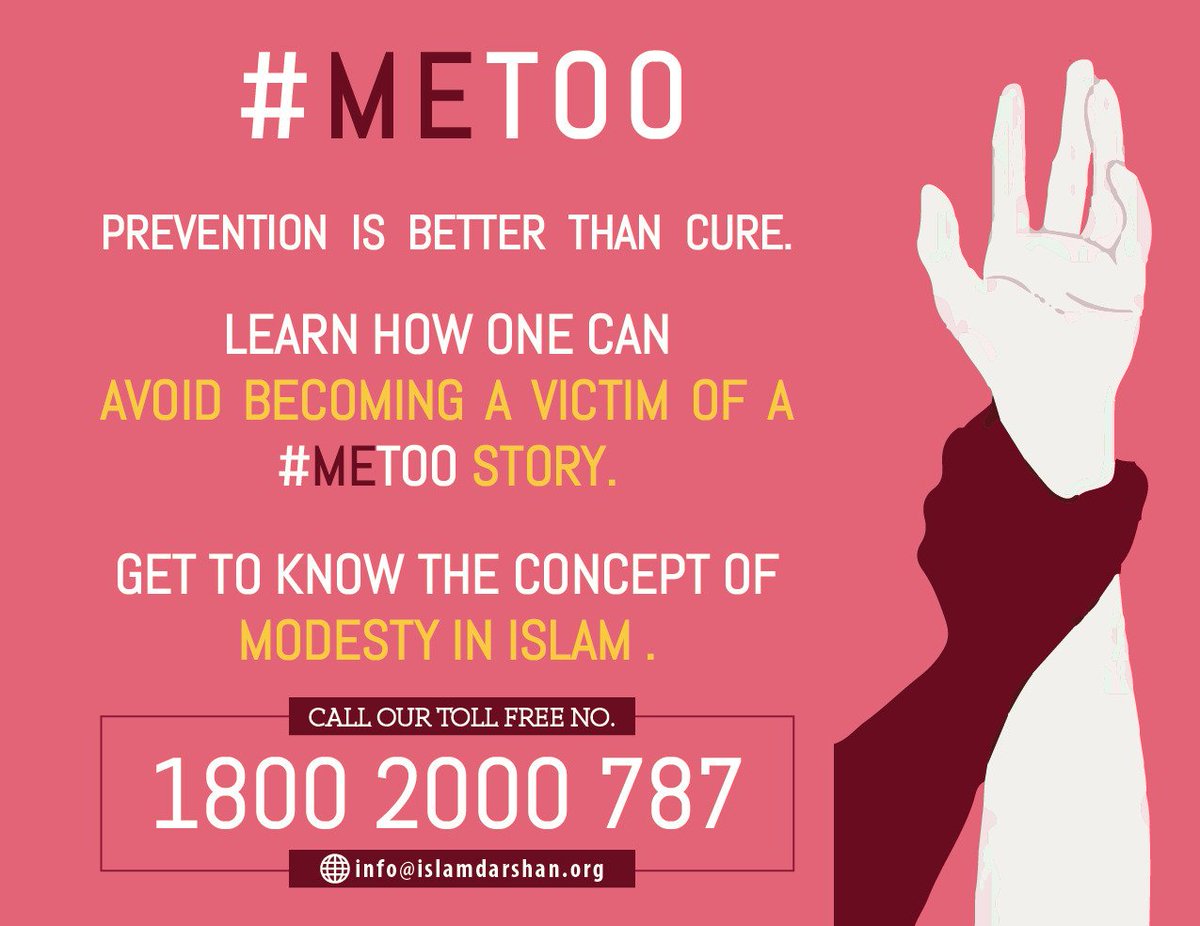 #METOO
PREVENTION IS BETTER THAN CURE.
LEARN HOW ONE CAN
AVOID BECOMING A VICTIM OF A
#METOO STORY.
GET TO KNOW THE CONCEPT OF
MODESTY IN ISLAM .
CALL OUR TOLL FREE NO.
1800 2000 787
info@islamdarshan.org